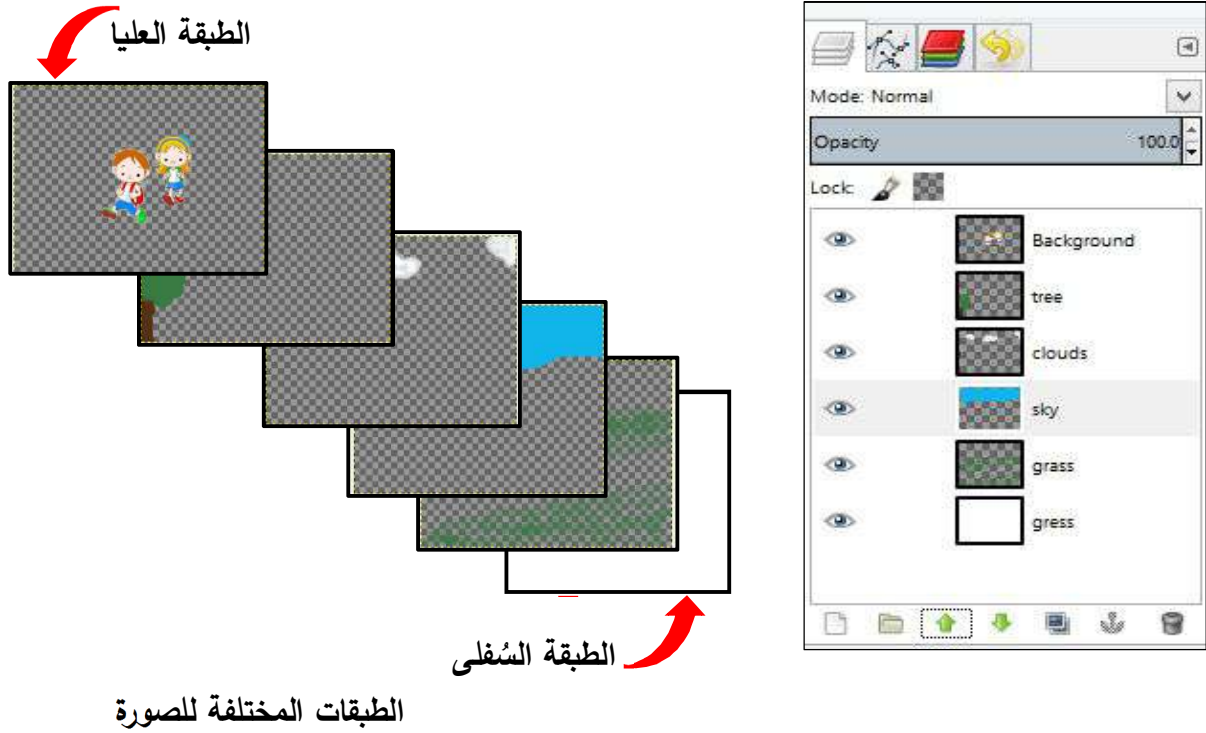 الطبقة العليا
الطبقة السُفلى
الطبقات المختلفة للصورة
Mode: Normal
Opacity 100.0
Lock:
Background
tree
clouds
sky
grass
gress